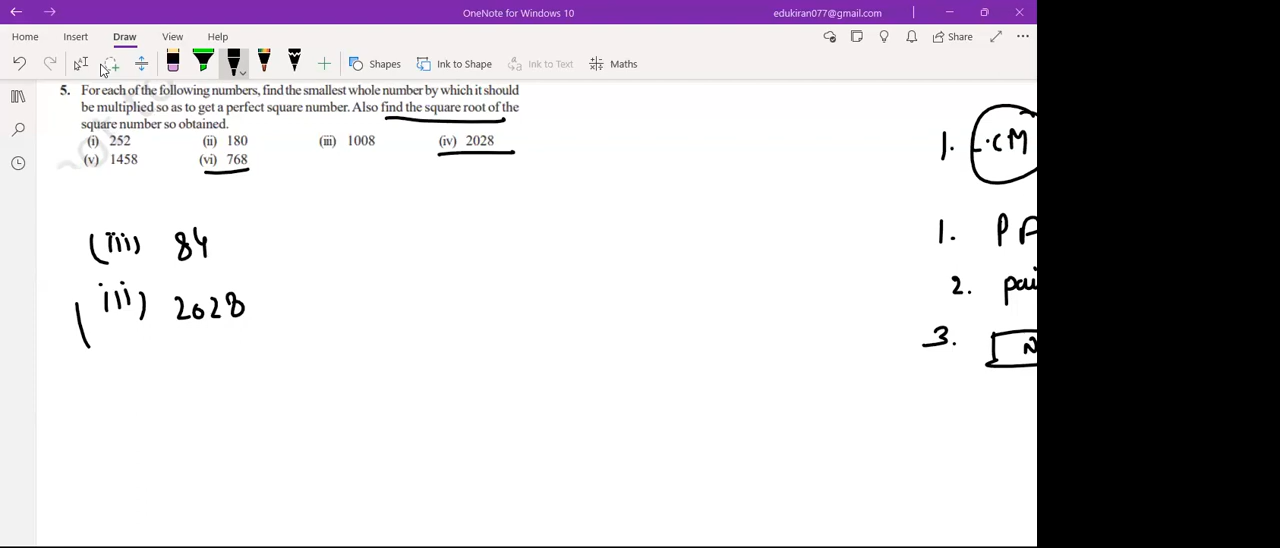 OneNote for Windows 10
edukiran077@gmail.com
Home Insert Draw View Help
Share
Shapes Ink to Shape Ink to Text Maths
5. For each of the following numbers, find the smallest whole number by which it should
be multiplied so as to get a perfect square number. Also find the square root of the
square number so obtained.
(i) 252 (ii) 180 (iii) 1008 (iv) 2028
(v) 1458 (vi) 768
(iii) 84
(iii) 2028
1. LCM
1. PF
2. pai
3. N